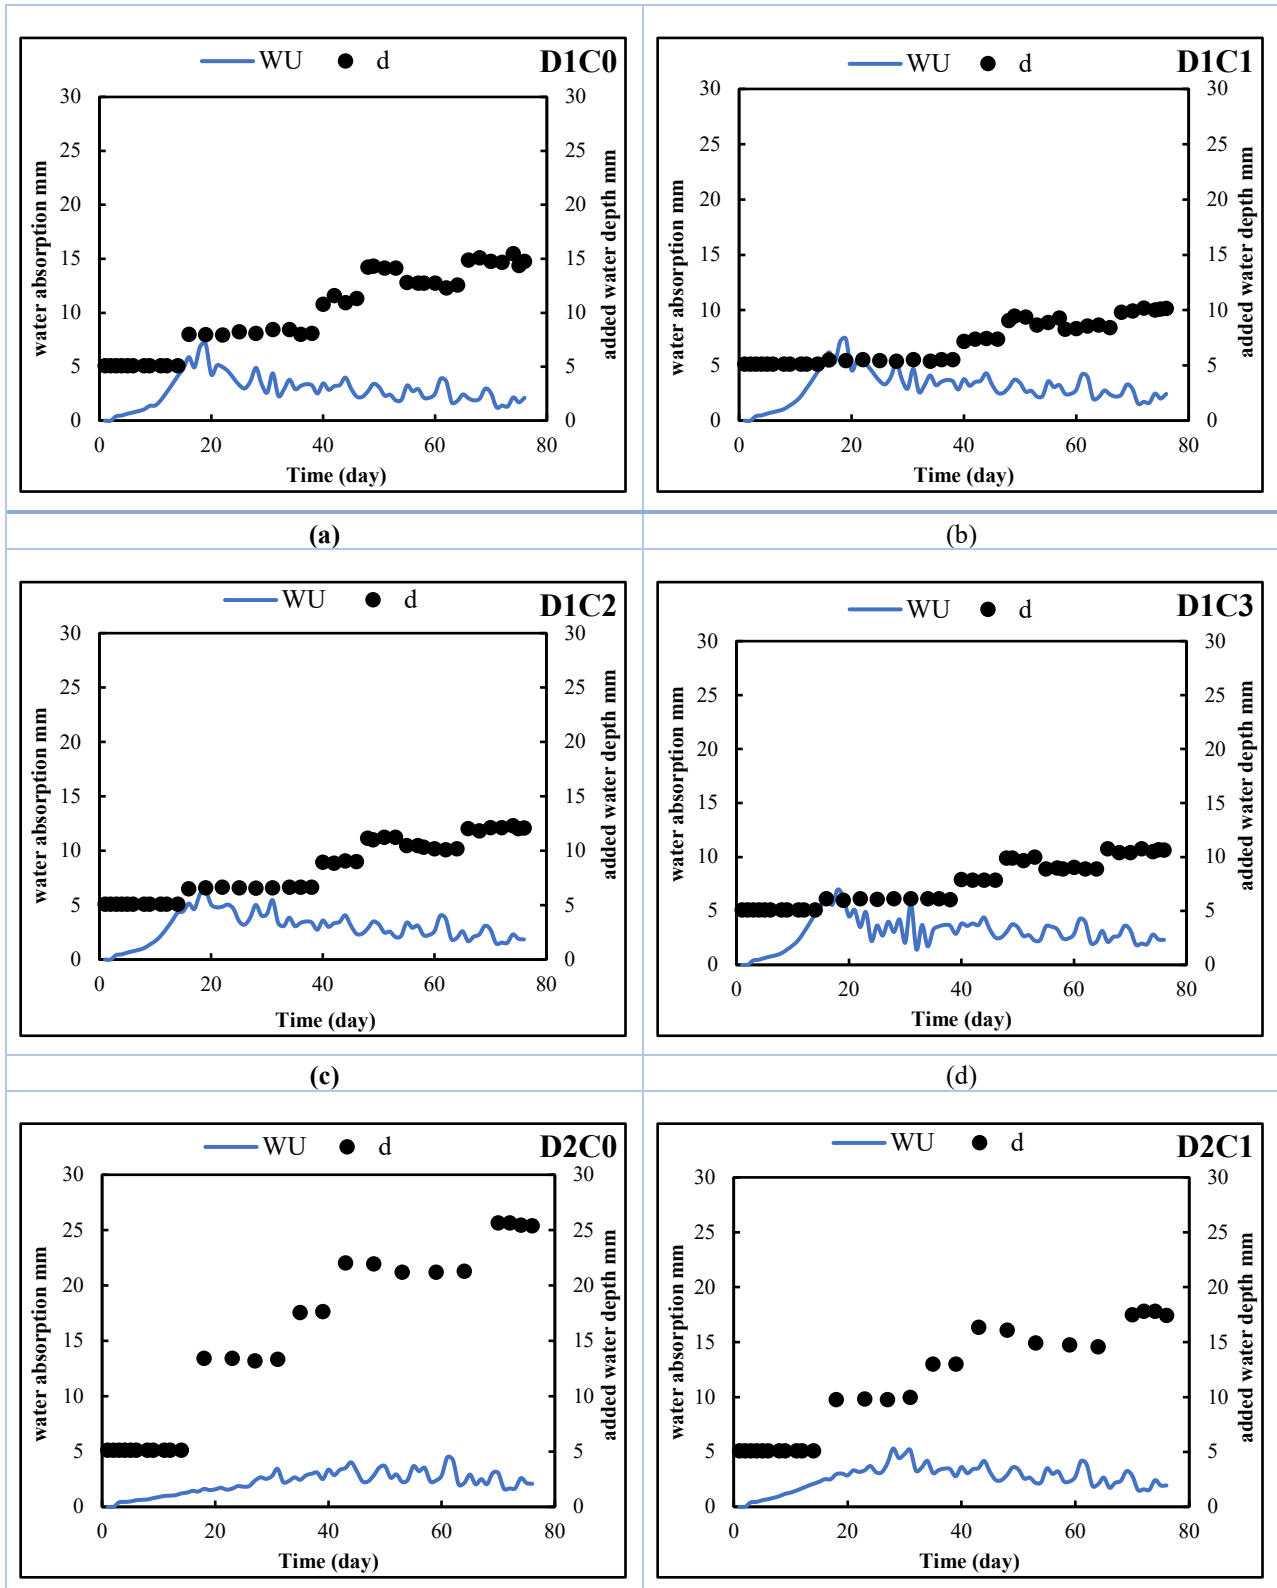 WU d D1C0
30 30
25 25
20 20
15 15
10 10
5 5
0 0
0 20 40 60 80
water absorption mm
added water depth mm
Time (day)
WU d D1C1
30 30
25 25
20 20
15 15
10 10
5 5
0 0
0 20 40 60 80
water absorption mm
added water depth mm
Time (day)
(a) (b)
WU d D1C2
30 30
25 25
20 20
15 15
10 10
5 5
0 0
0 20 40 60 80
water absorption mm
added water depth mm
Time (day)
WU d D1C3
30 30
25 25
20 20
15 15
10 10
5 5
0 0
0 20 40 60 80
water absorption mm
added water depth mm
Time (day)
(c) (d)
WU d D2C0
30 30
25 25
20 20
15 15
10 10
5 5
0 0
0 20 40 60 80
water absorption mm
added water depth mm
Time (day)
WU d D2C1
30 30
25 25
20 20
15 15
10 10
5 5
0 0
0 20 40 60 80
water absorption mm
added water depth mm
Time (day)